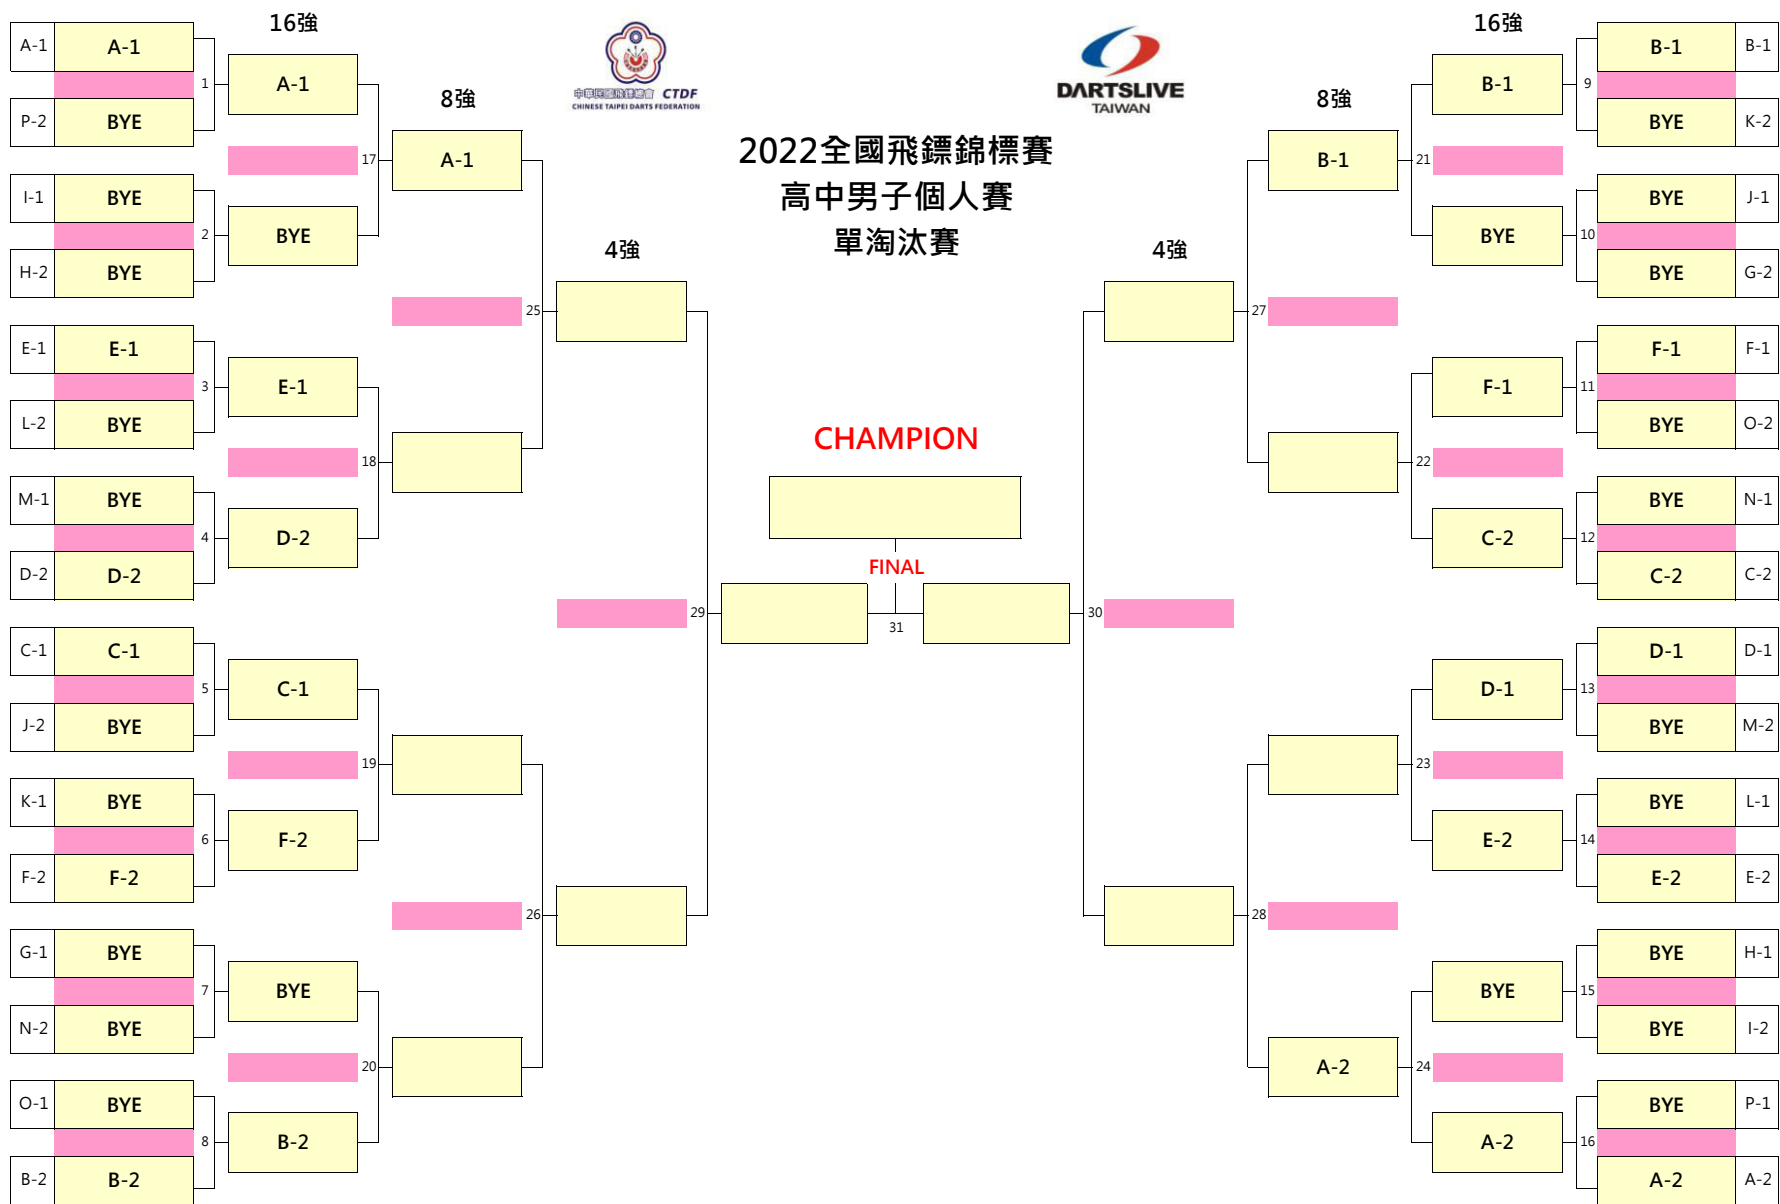 16強
16強
中華民國飛鏢總會 CTDF
CHINESE TAIPEI DARTS FEDERATION
DARTSLIVE
TAIWAN
8強
8強
2022全國飛鏢錦標賽
高中男子個人賽
單淘汰賽
4強
4強
A-1 A-1
1
P-2 BYE
I-1 BYE
2
H-2 BYE
E-1 E-1
3
L-2 BYE
M-1 BYE
4
D-2 D-2
C-1 C-1
5
J-2 BYE
K-1 BYE
6
F-2 F-2
G-1 BYE
7
N-2 BYE
O-1 BYE
8
B-2 B-2
A-1
17
BYE
E-1
18
D-2
C-1
19
F-2
BYE
20
B-2
A-1
25
26
29
CHAMPION
FINAL
31
30
B-1
27
28
A-2
B-1
21
BYE
F-1
22
C-2
D-1
23
E-2
BYE
24
A-2
B-1 B-1
9
BYE K-2
BYE J-1
10
BYE G-2
F-1 F-1
11
BYE O-2
BYE N-1
12
C-2 C-2
D-1 D-1
13
BYE M-2
BYE L-1
14
E-2 E-2
BYE H-1
15
BYE I-2
BYE P-1
16
A-2 A-2